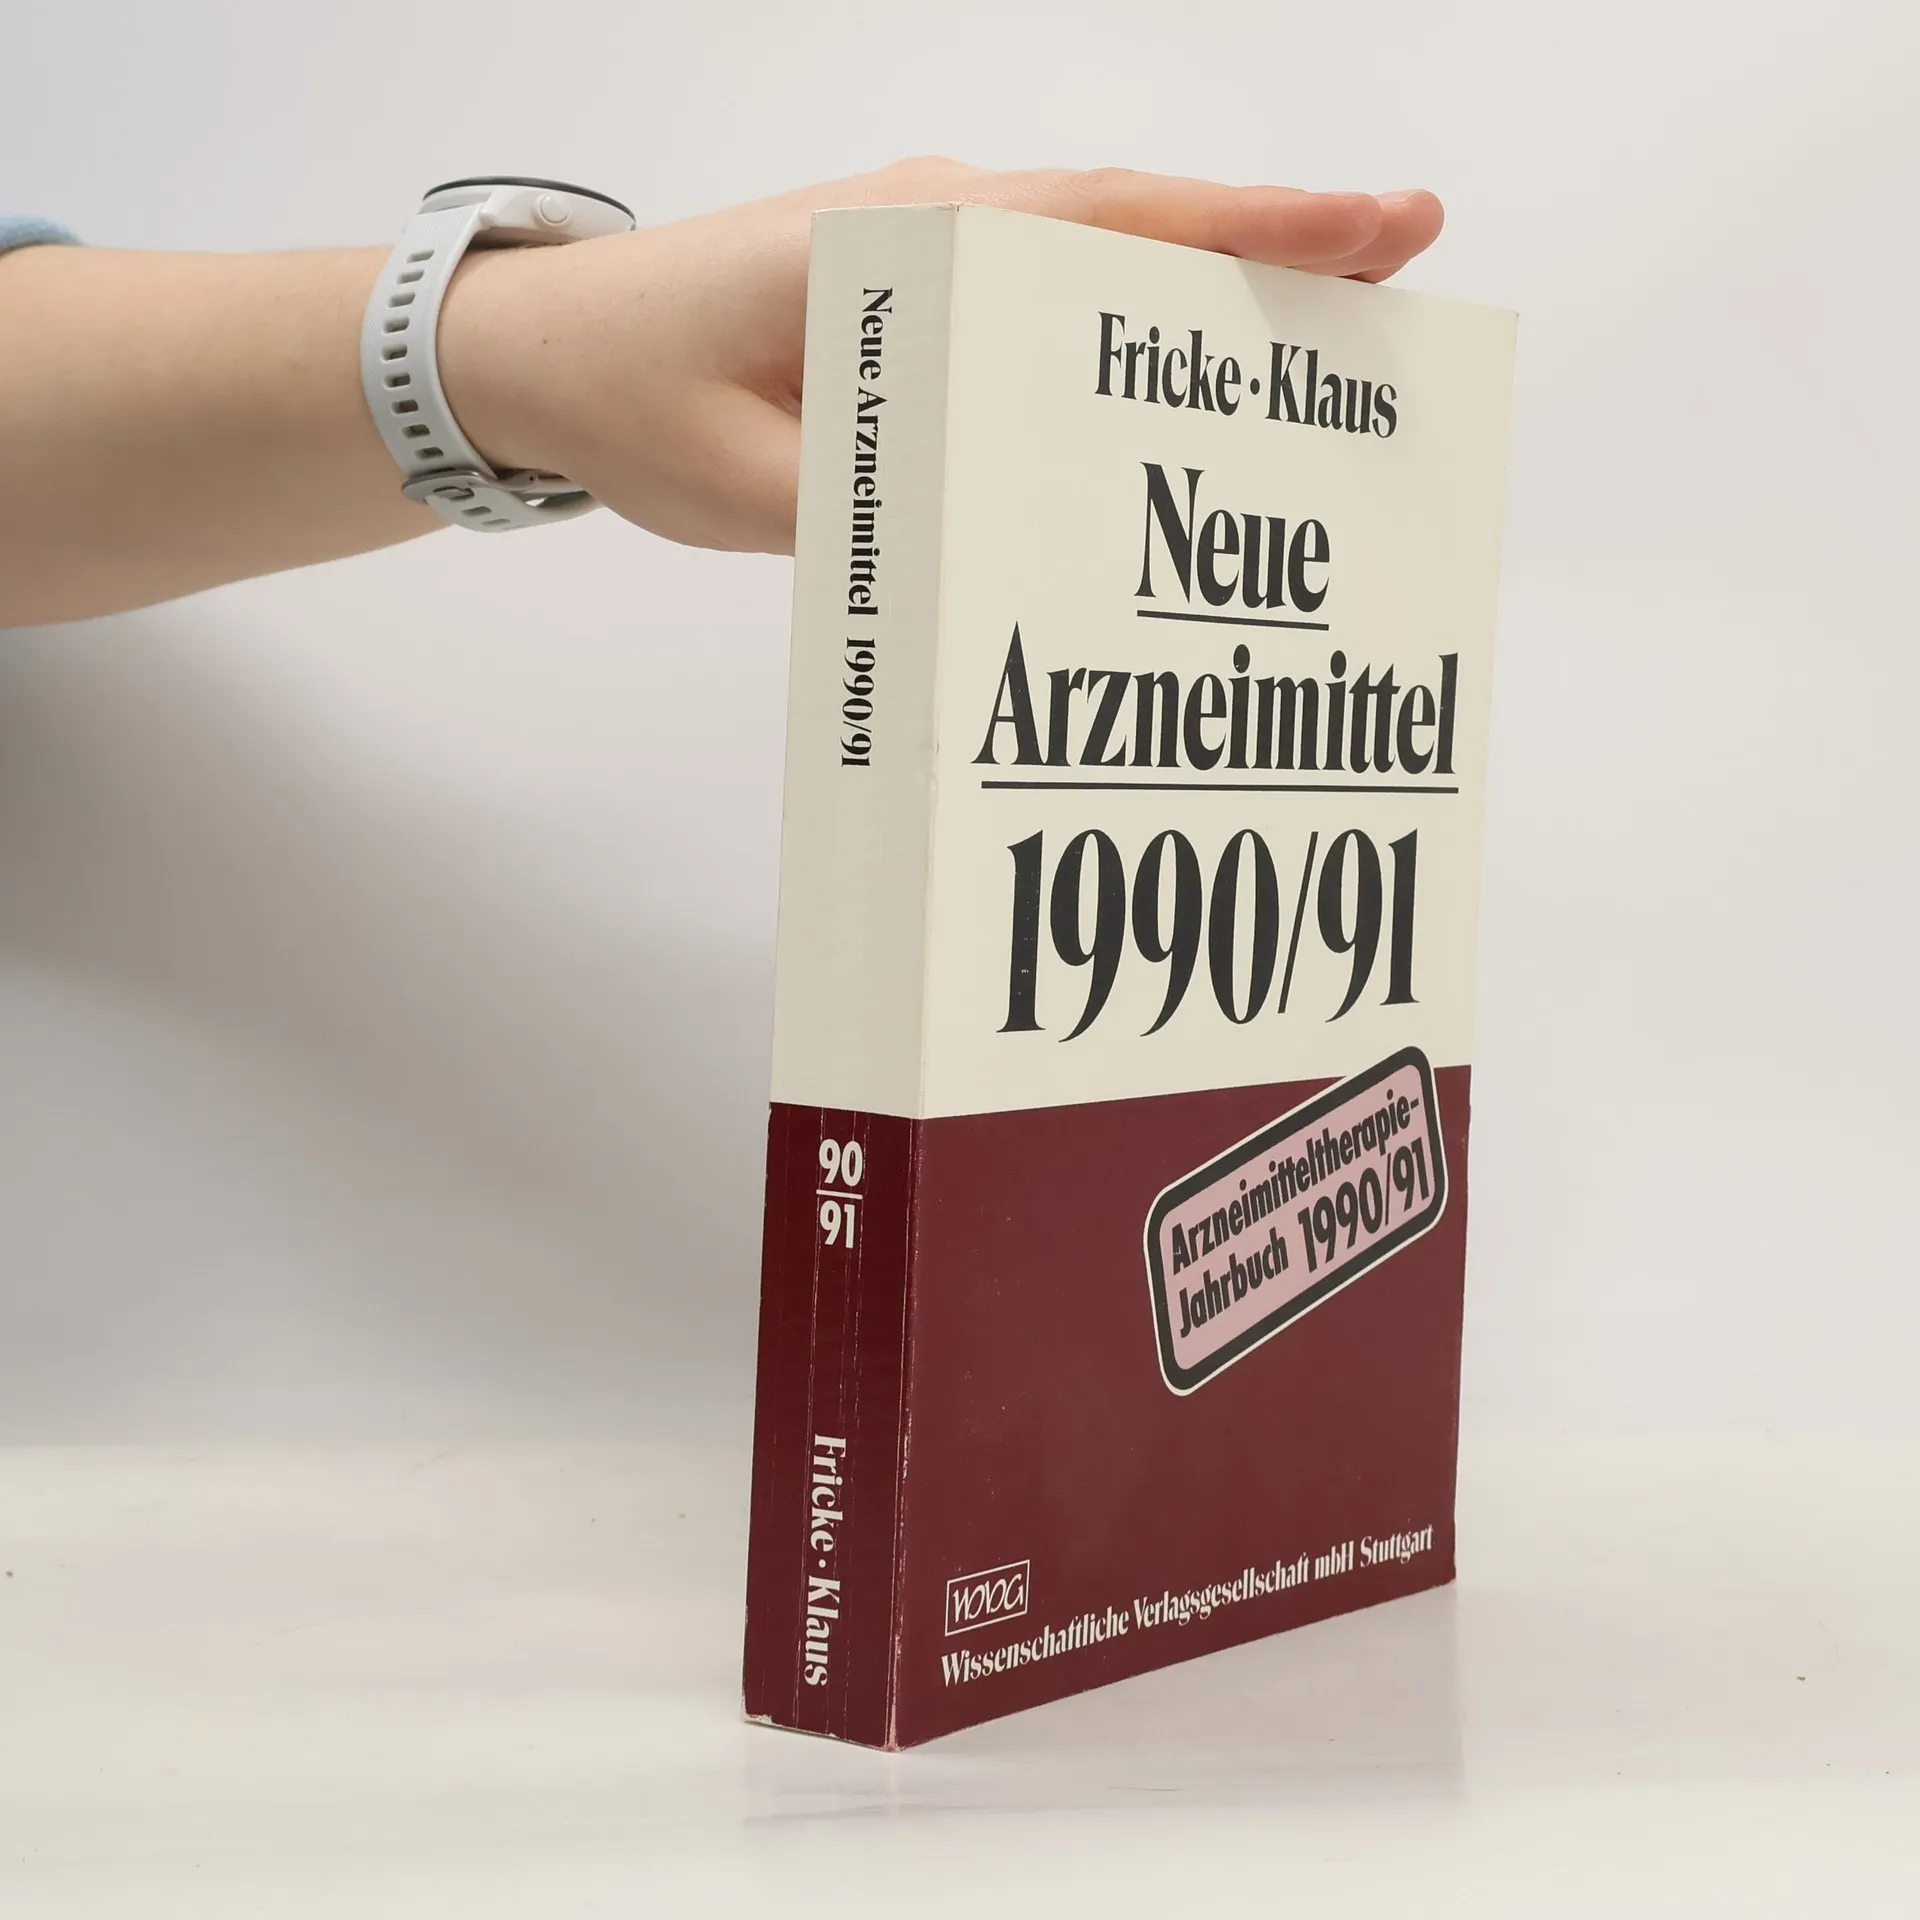 Neue Arzneimittel 1990/91
90
91
Fricke · Klaus
Fricke · Klaus
Neue
Arzneimittel
1990/91
Arzneimitteltherapie-
Jahrbuch 1990/91
WVG
Wissenschaftliche Verlagsgesellschaft mbH Stuttgart